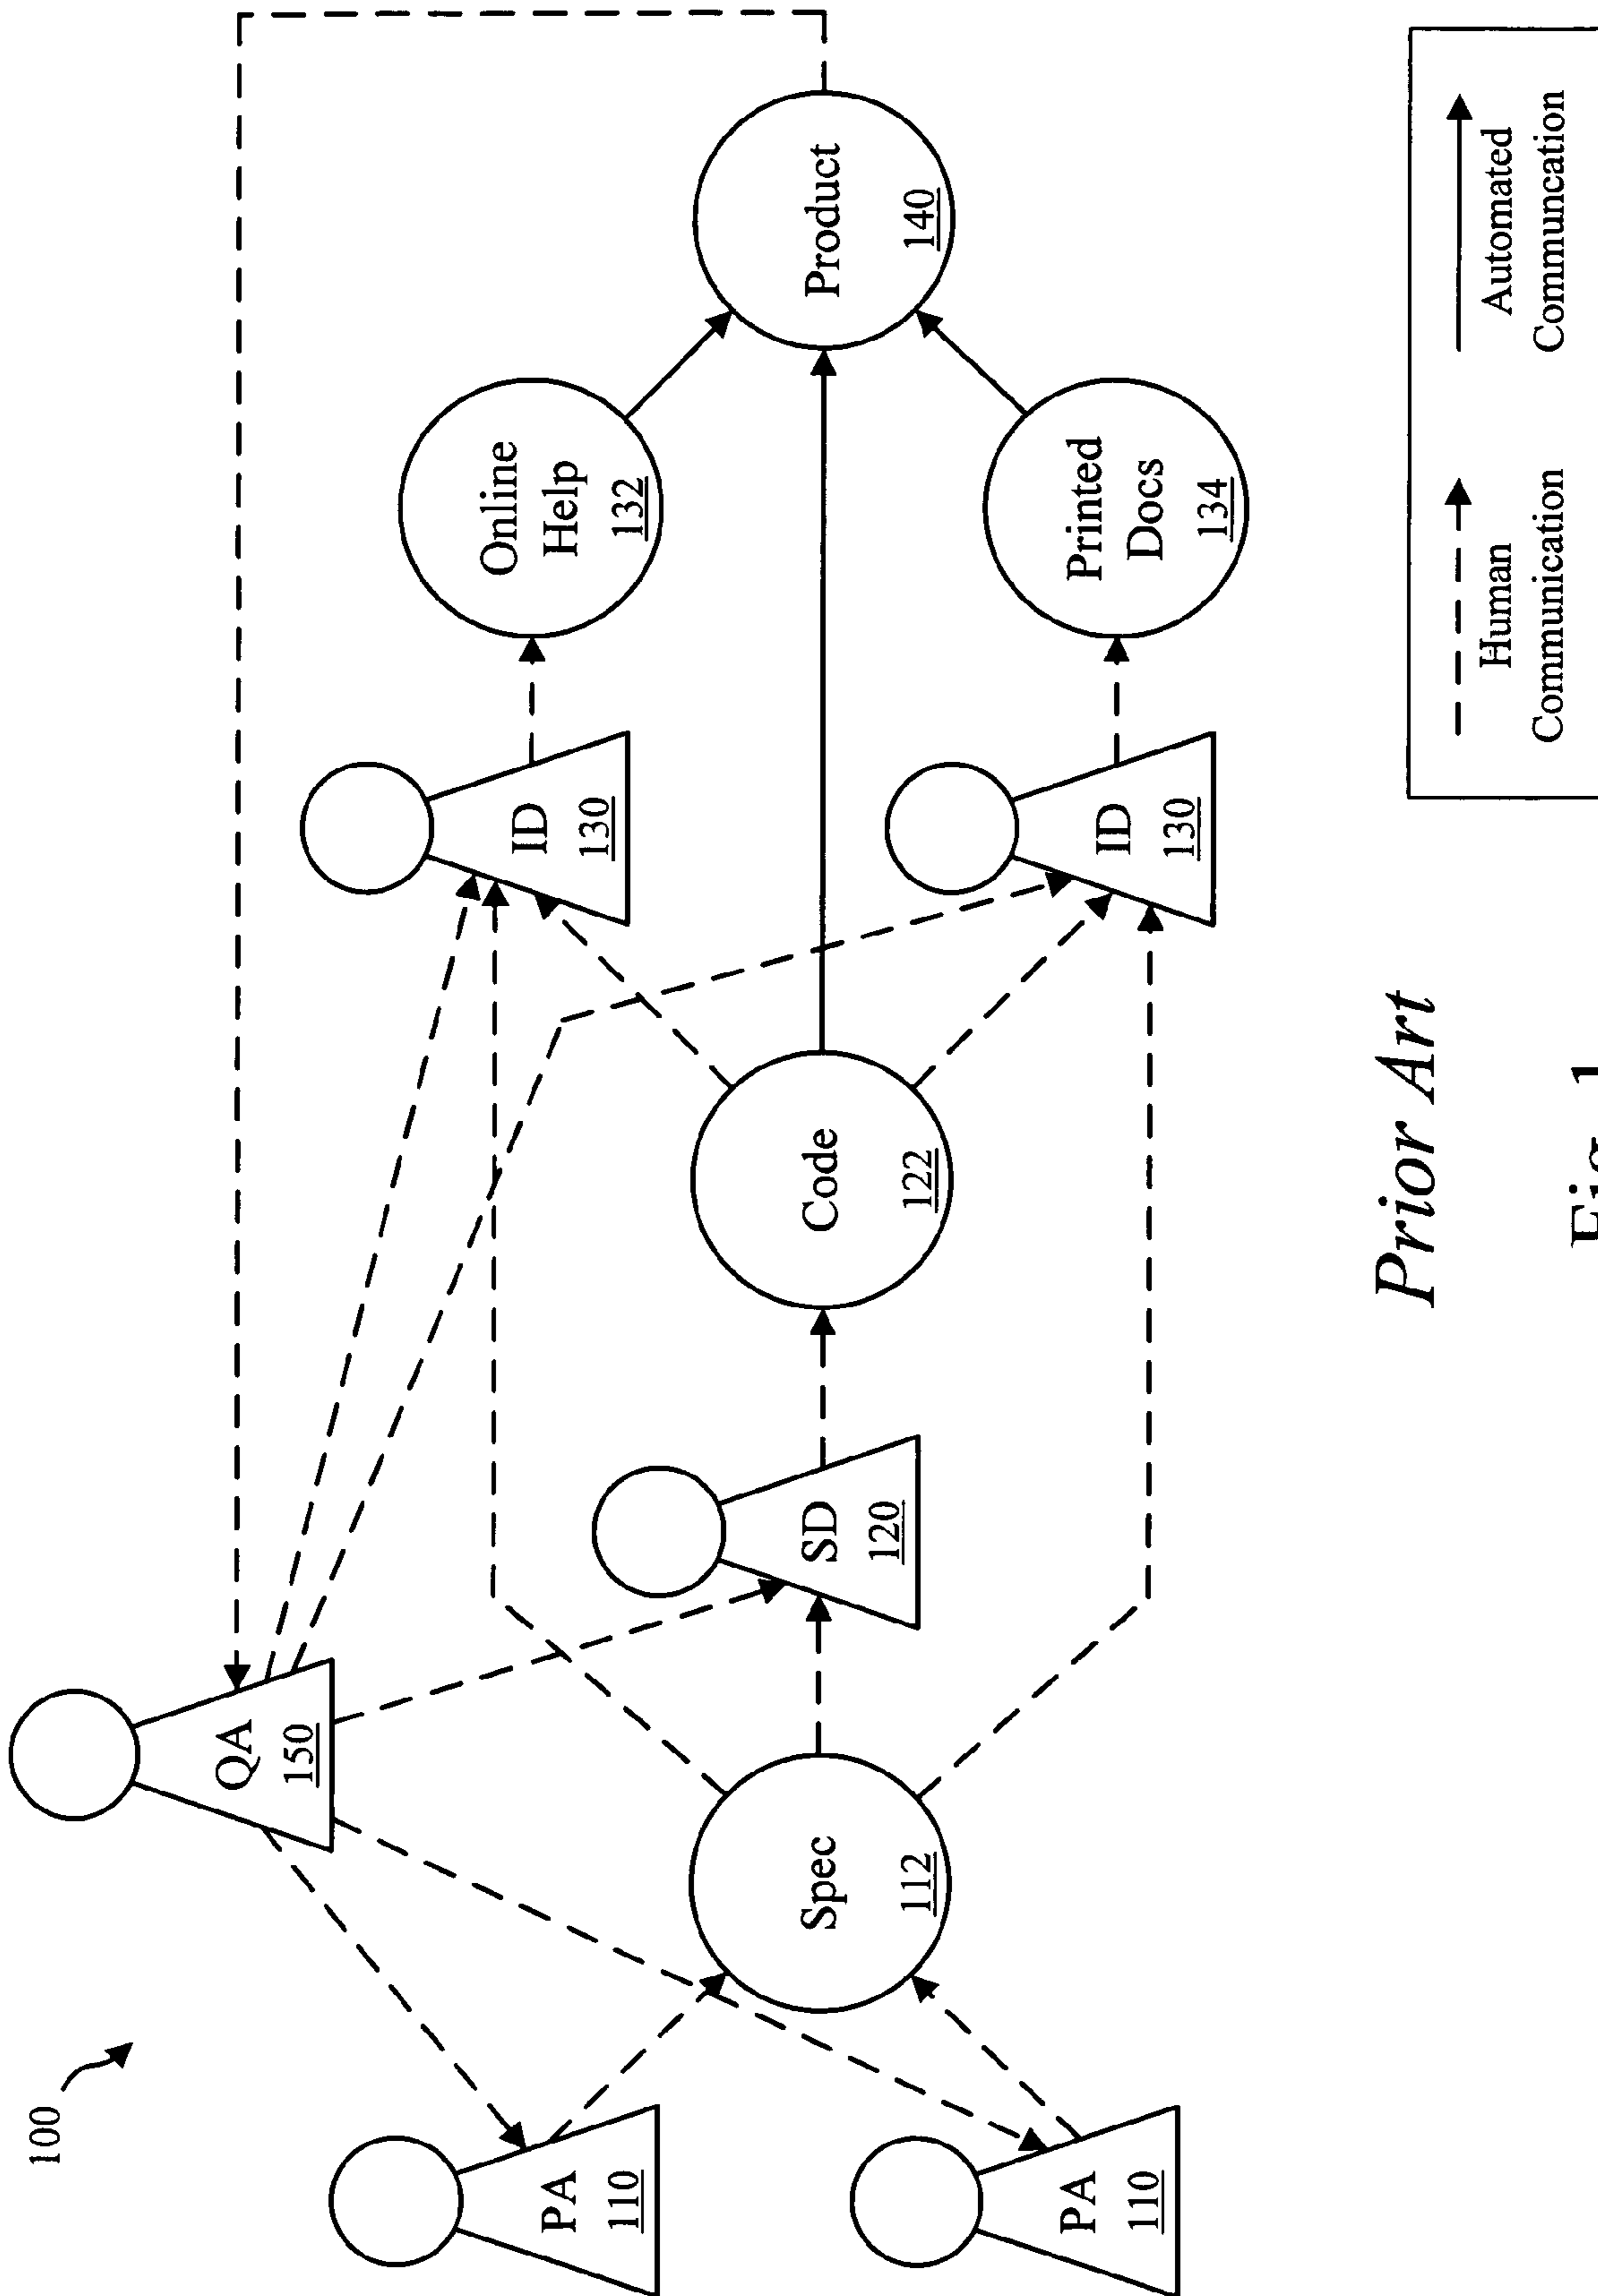 100
QA
150
PA
110
PA
110
Spec
112
SD
120
Code
122
ID
130
ID
130
Online
Help
132
Printed
Docs
134
Product
140
Human
Communication
Automated
Communcation
Prior Art